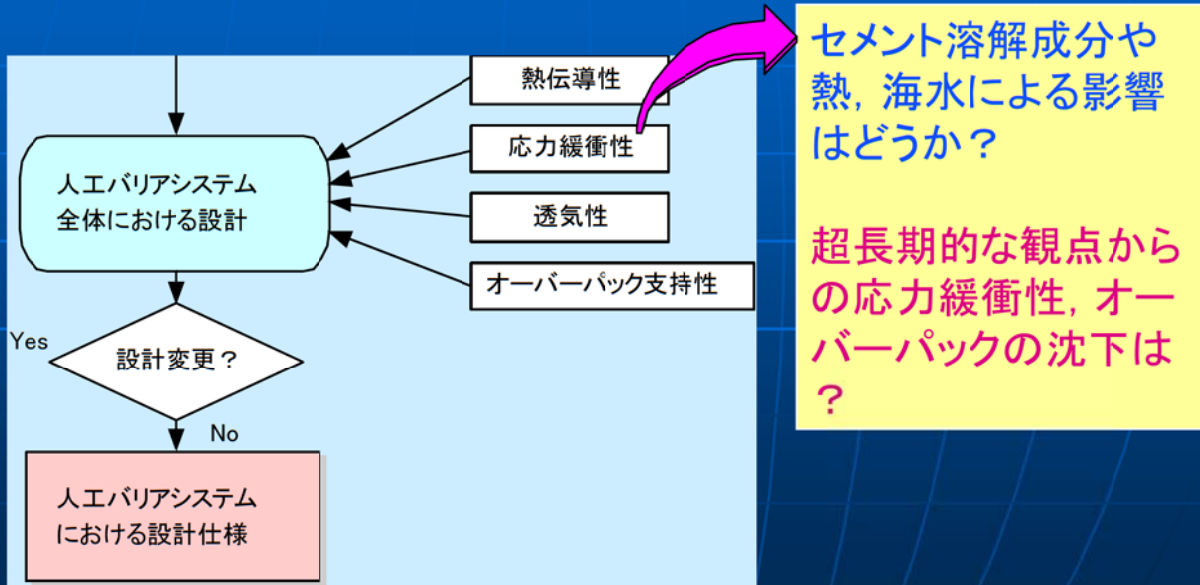 熱伝導性
応力緩衝性
透気性
オーバーパック支持性
人工バリアシステム
全体における設計
Yes
設計変更？
No
人工バリアシステム
における設計仕様
セメント溶解成分や
熱，海水による影響
はどうか？
超長期的な観点から
の応力緩衝性，オー
バーパックの沈下は
？